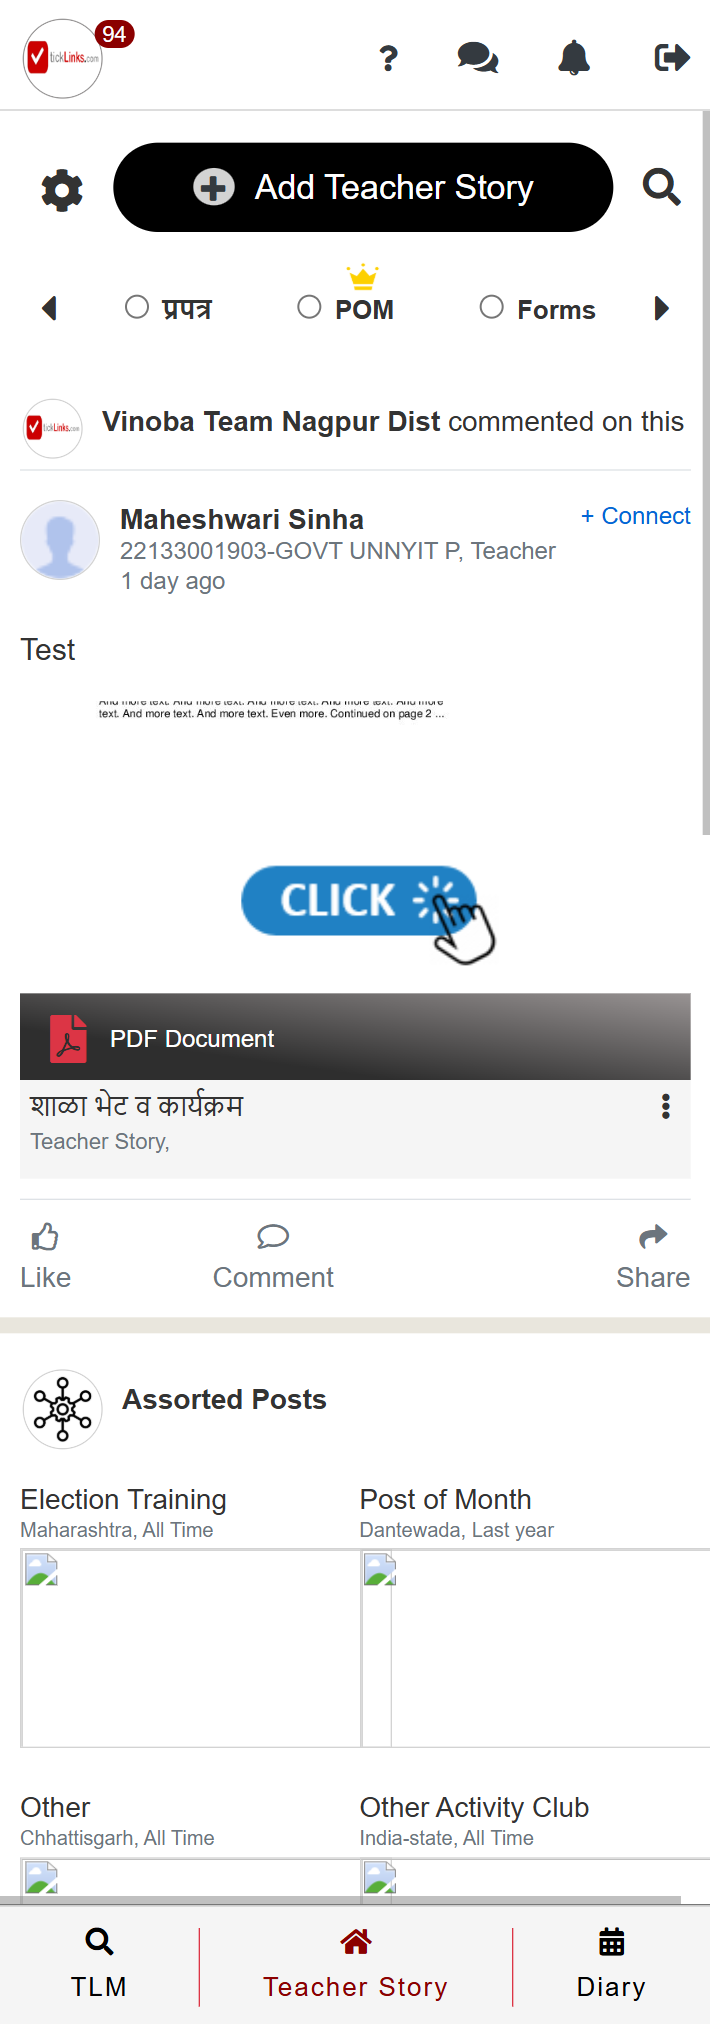 94
tickLinks.com
?
Add Teacher Story
प्रपत्र
POM
Forms
tickLinks.com
Vinoba Team Nagpur Dist commented on this
Maheshwari Sinha
+ Connect
22133001903-GOVT UNNYIT P, Teacher
1 day ago
Test
And more text. And more text. And more text. And more text. And more
text. And more text. And more text. Even more. Continued on page 2 ...
CLICK
PDF Document
शाळा भेट व कार्यक्रम
Teacher Story,
Like
Comment
Share
Assorted Posts
Election Training
Maharashtra, All Time
Post of Month
Dantewada, Last year
Other
Chhattisgarh, All Time
Other Activity Club
India-state, All Time
TLM
Teacher Story
Diary